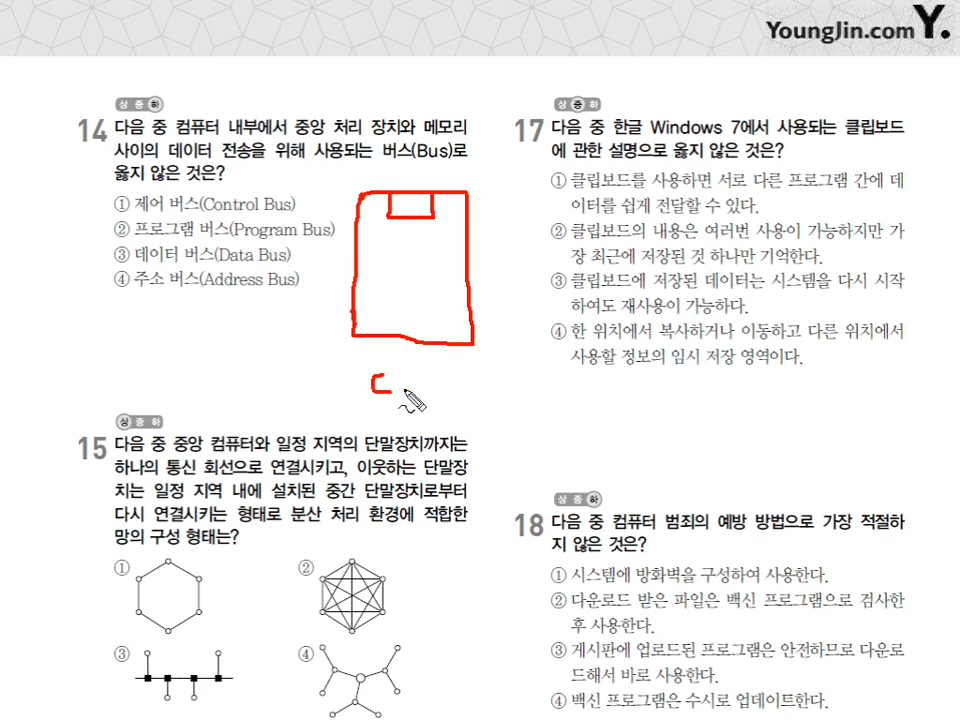 YoungJin.com Y.
상 중 하
14 다음 중 컴퓨터 내부에서 중앙 처리 장치와 메모리
사이의 데이터 전송을 위해 사용되는 버스(Bus)로
옳지 않은 것은?
① 제어 버스(Control Bus)
② 프로그램 버스(Program Bus)
③ 데이터 버스(Data Bus)
④ 주소 버스(Address Bus)
상 중 하
15 다음 중 중앙 컴퓨터와 일정 지역의 단말장치까지는
하나의 통신 회선으로 연결시키고, 이웃하는 단말장
치는 일정 지역 내에 설치된 중간 단말장치로부터
다시 연결시키는 형태로 분산 처리 환경에 적합한
망의 구성 형태는?
①
②
③
④
상 중 하
17 다음 중 한글 Windows 7에서 사용되는 클립보드
에 관한 설명으로 옳지 않은 것은?
① 클립보드를 사용하면 서로 다른 프로그램 간에 데
이터를 쉽게 전달할 수 있다.
② 클립보드의 내용은 여러번 사용이 가능하지만 가
장 최근에 저장된 것 하나만 기억한다.
③ 클립보드에 저장된 데이터는 시스템을 다시 시작
하여도 재사용이 가능하다.
④ 한 위치에서 복사하거나 이동하고 다른 위치에서
사용할 정보의 임시 저장 영역이다.
상 중 하
18 다음 중 컴퓨터 범죄의 예방 방법으로 가장 적절하
지 않은 것은?
① 시스템에 방화벽을 구성하여 사용한다.
② 다운로드 받은 파일은 백신 프로그램으로 검사한
후 사용한다.
③ 게시판에 업로드된 프로그램은 안전하므로 다운로
드해서 바로 사용한다.
④ 백신 프로그램은 수시로 업데이트한다.